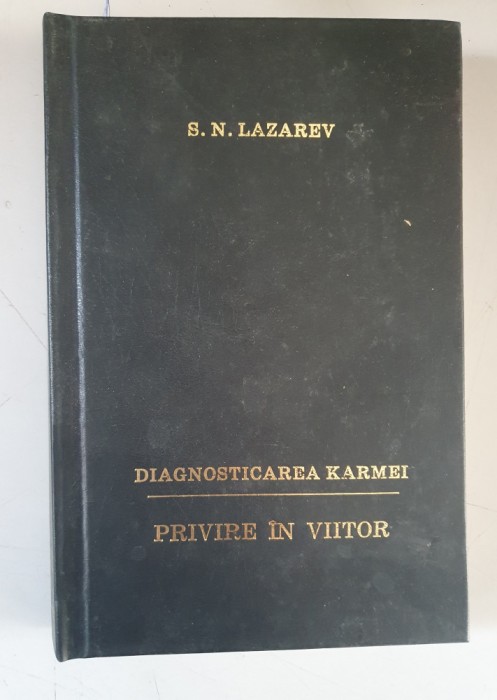 S. N. LAZAREV
DIAGNOSTICAREA KARMEI
PRIVIRE ÎN VIITOR